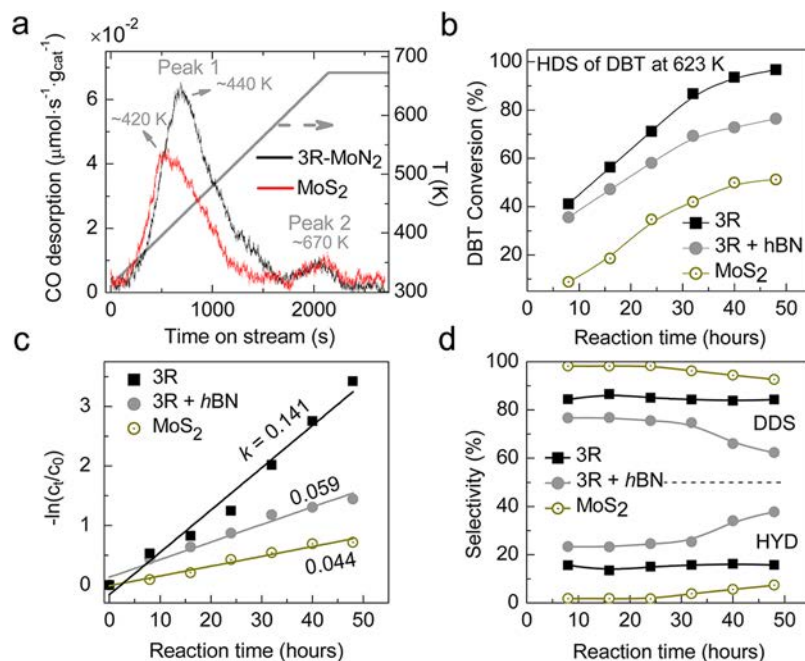 a
×10⁻²
CO desorption (μmol·s⁻¹·g_cat⁻¹)
6
4
2
0
Peak 1
~440 K
~420 K
3R-MoN₂
MoS₂
Peak 2
~670 K
700
600
500
400
300
T (K)
0 1000 2000
Time on stream (s)
b
HDS of DBT at 623 K
DBT Conversion (%)
100
80
60
40
20
3R
3R + hBN
MoS₂
0 10 20 30 40 50
Reaction time (hours)
c
-ln(c_t/c_0)
3
2
1
0
3R
3R + hBN
MoS₂
k = 0.141
0.059
0.044
0 10 20 30 40 50
Reaction time (hours)
d
Selectivity (%)
100
80
60
40
20
0
DDS
3R
3R + hBN
MoS₂
HYD
0 10 20 30 40 50
Reaction time (hours)